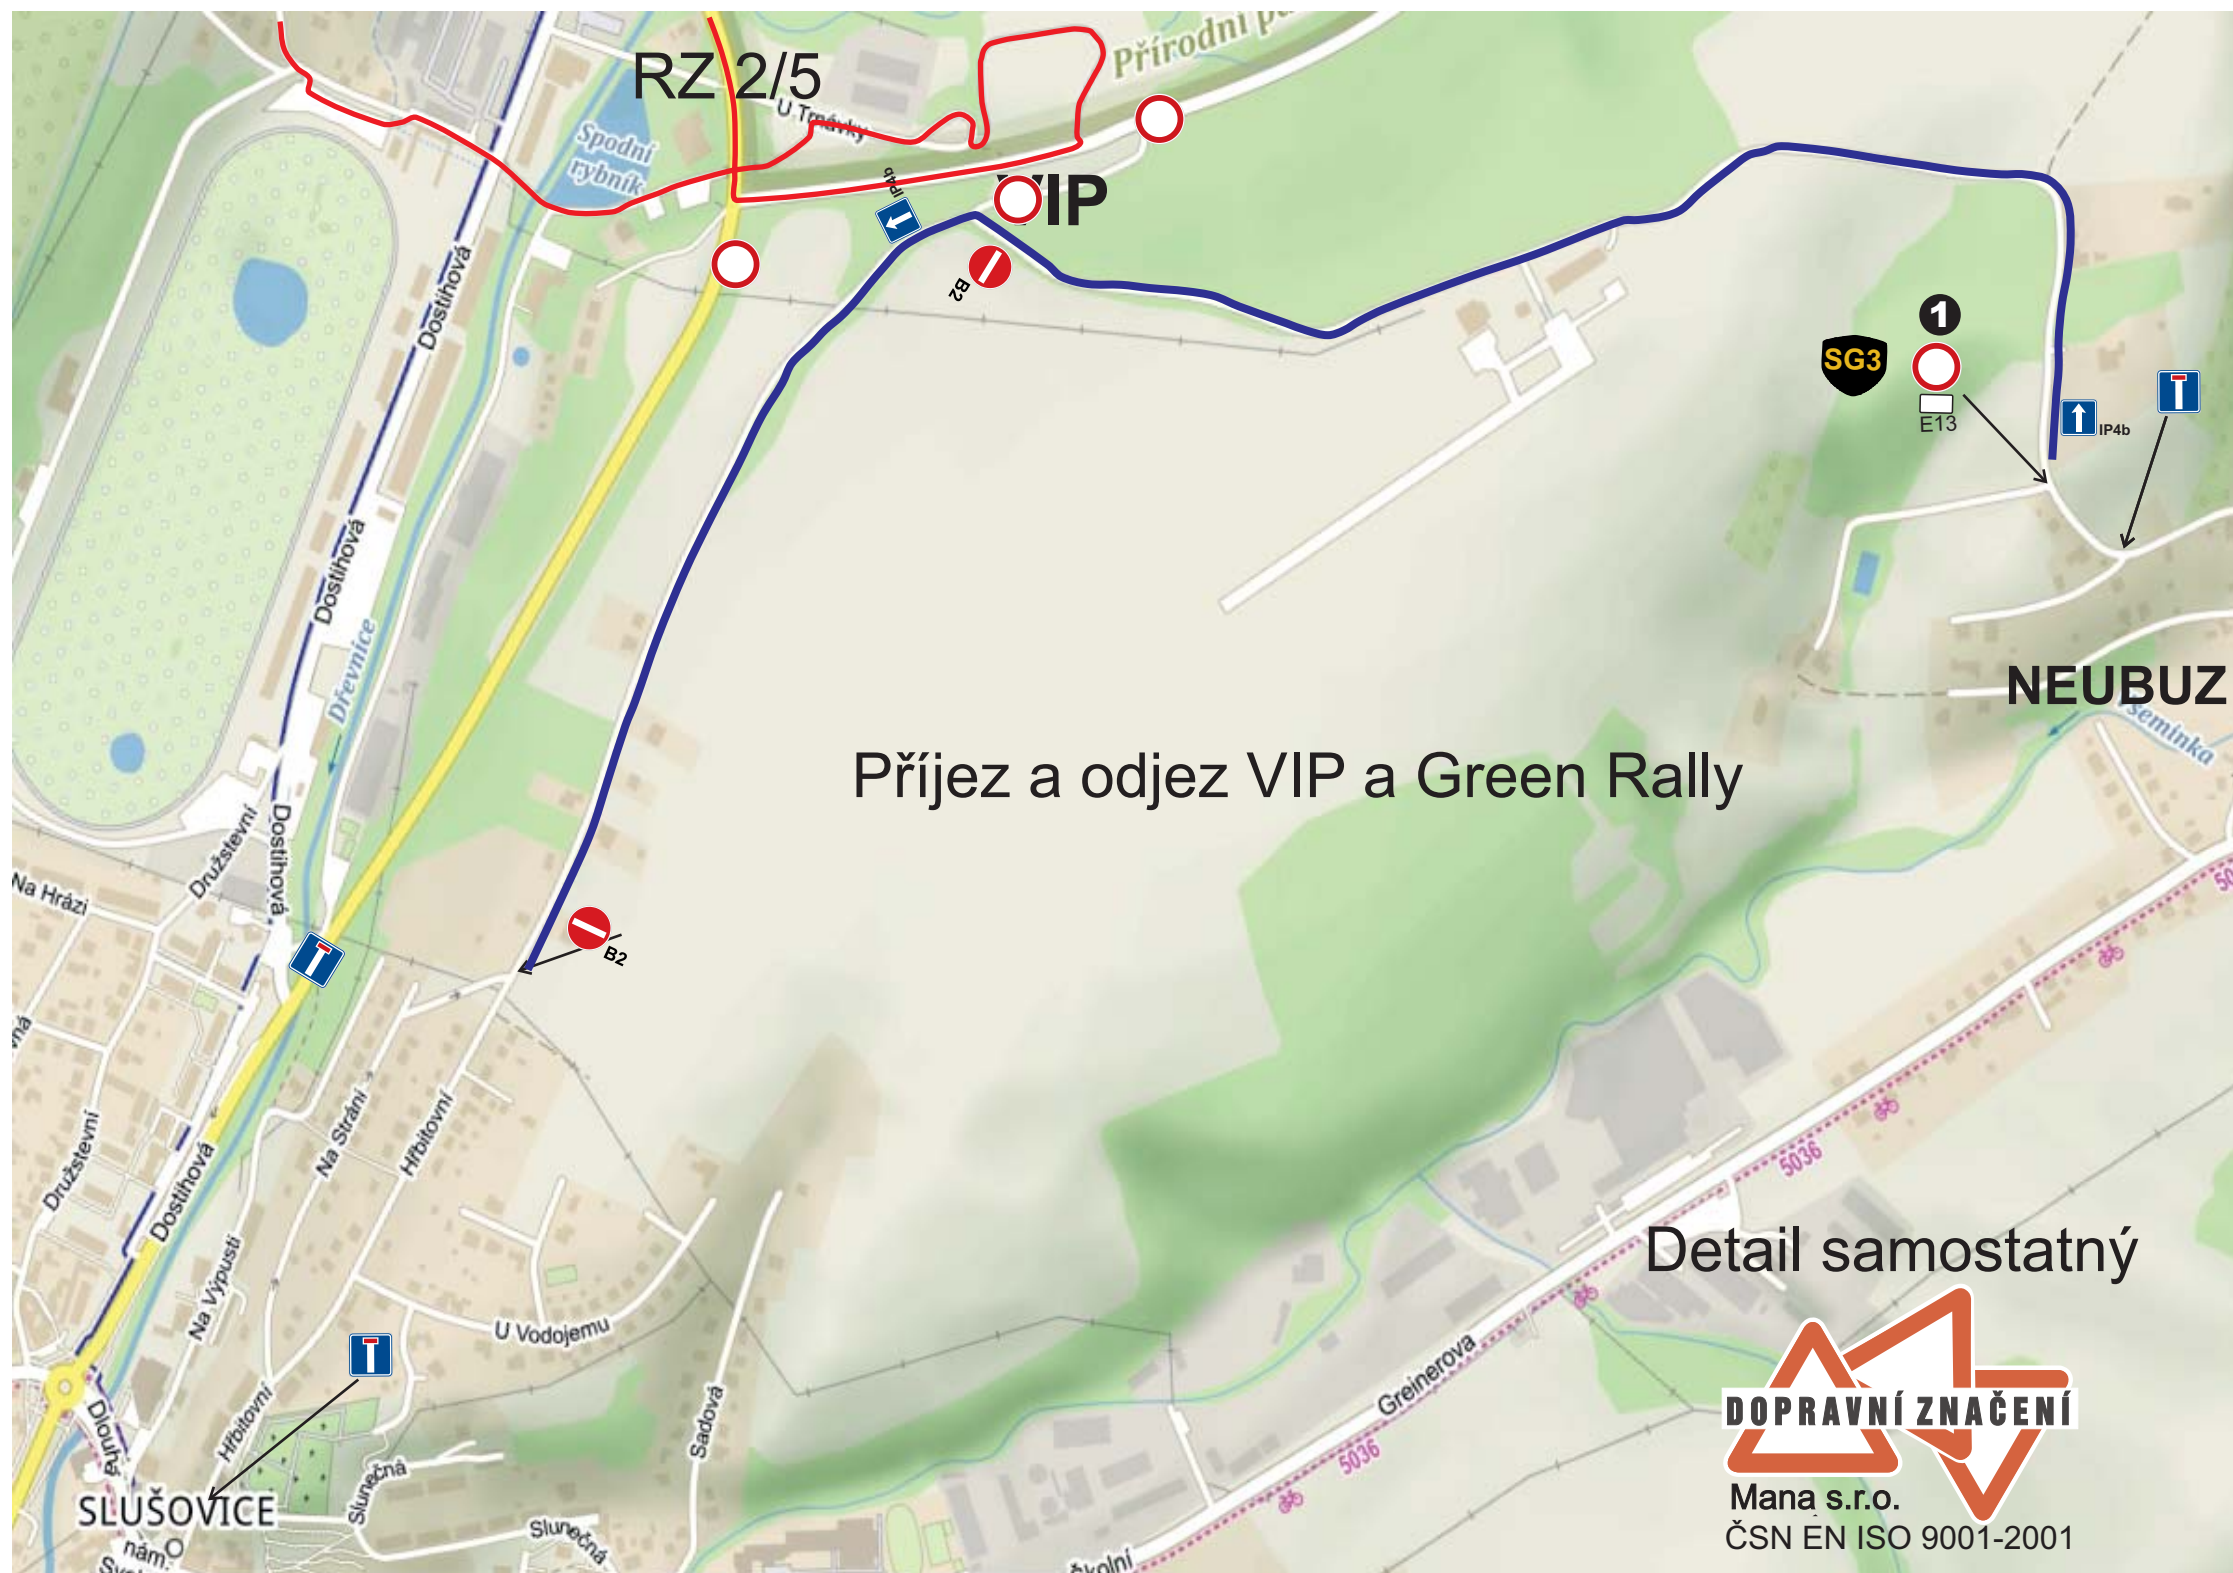 Přírodní
RZ 2/5
U Trnávky
Spodní
rybník
IP4b
VIP
B2
Dostihová
1
SG3
E13
IP4b
Dostihová
Dřevnice
NEUBUZ
Příjez a odjez VIP a Green Rally
Družstevní
Dostihová
Na Hrázi
B2
50
Na Stráni
Hřbitovní
Družstevní
Dostihová
5036
Na Výpusti
Detail samostatný
U Vodojemu
Greinerova
Dlouhá
Hřbitovní
Sadová
DOPRAVNÍ ZNAČENÍ
5036
Slunečná
SLUŠOVICE
Mana s.r.o.
Slunečná
ČSN EN ISO 9001-2001
nám.
Školní